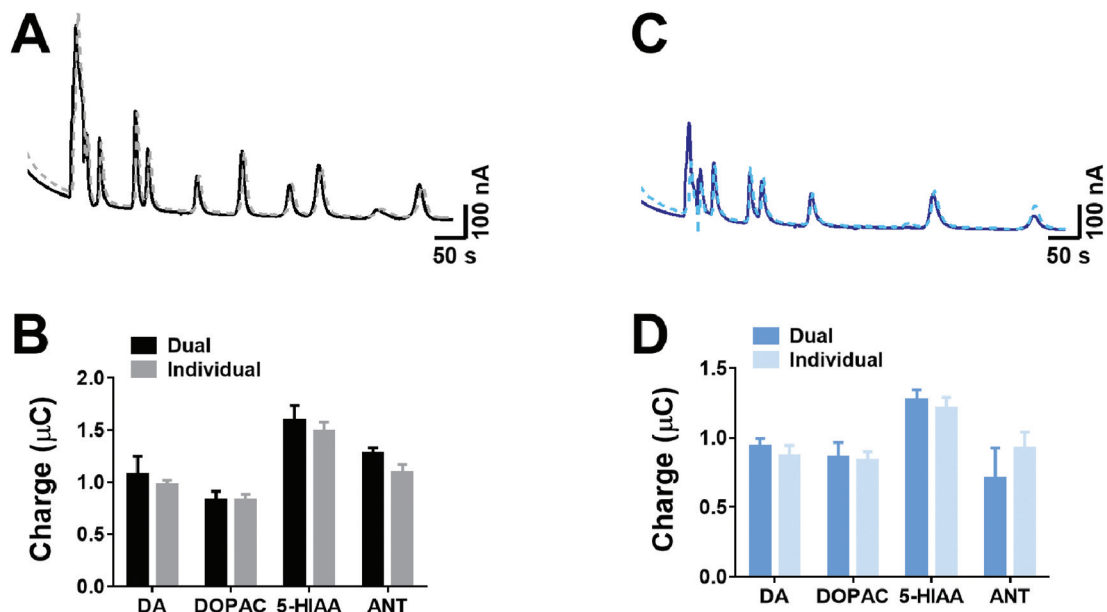 A
100 nA
50 s
C
100 nA
50 s
B
Dual
Individual
Charge (μC)
2.0
1.5
1.0
0.5
0.0
DA DOPAC 5-HIAA ANT
D
Dual
Individual
Charge (μC)
1.5
1.0
0.5
0.0
DA DOPAC 5-HIAA ANT